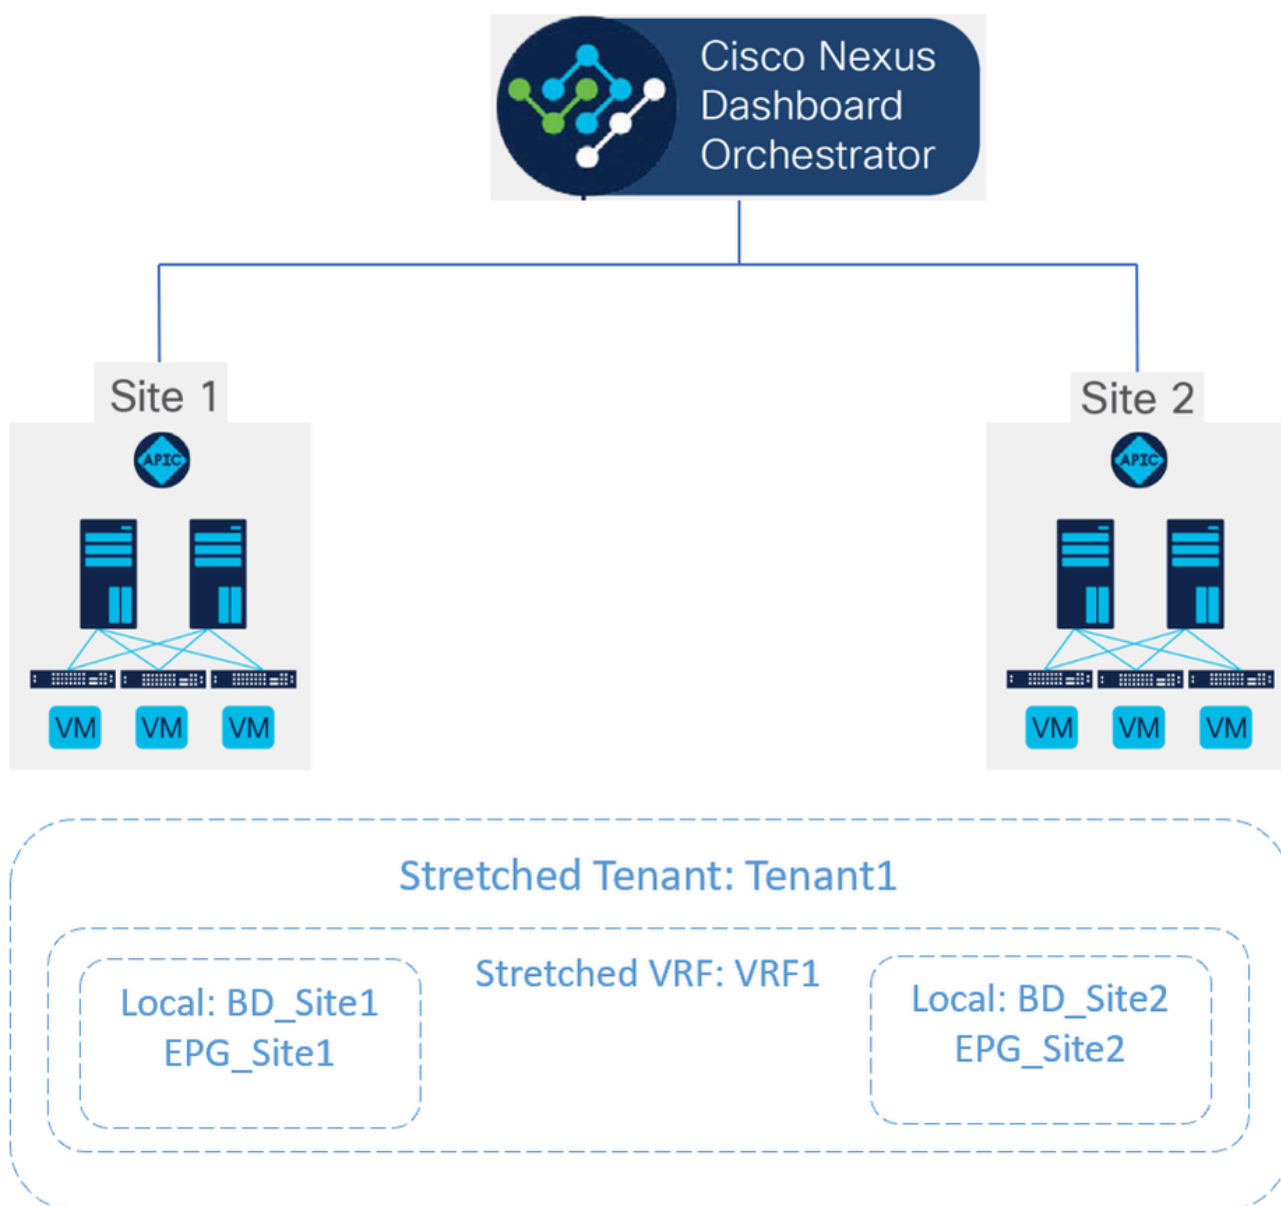 Cisco Nexus
Dashboard
Orchestrator
Site 1
Site 2
APIC
APIC
VM VM VM
VM VM VM
Stretched Tenant: Tenant1
Stretched VRF: VRF1
Local: BD_Site1
EPG_Site1
Local: BD_Site2
EPG_Site2